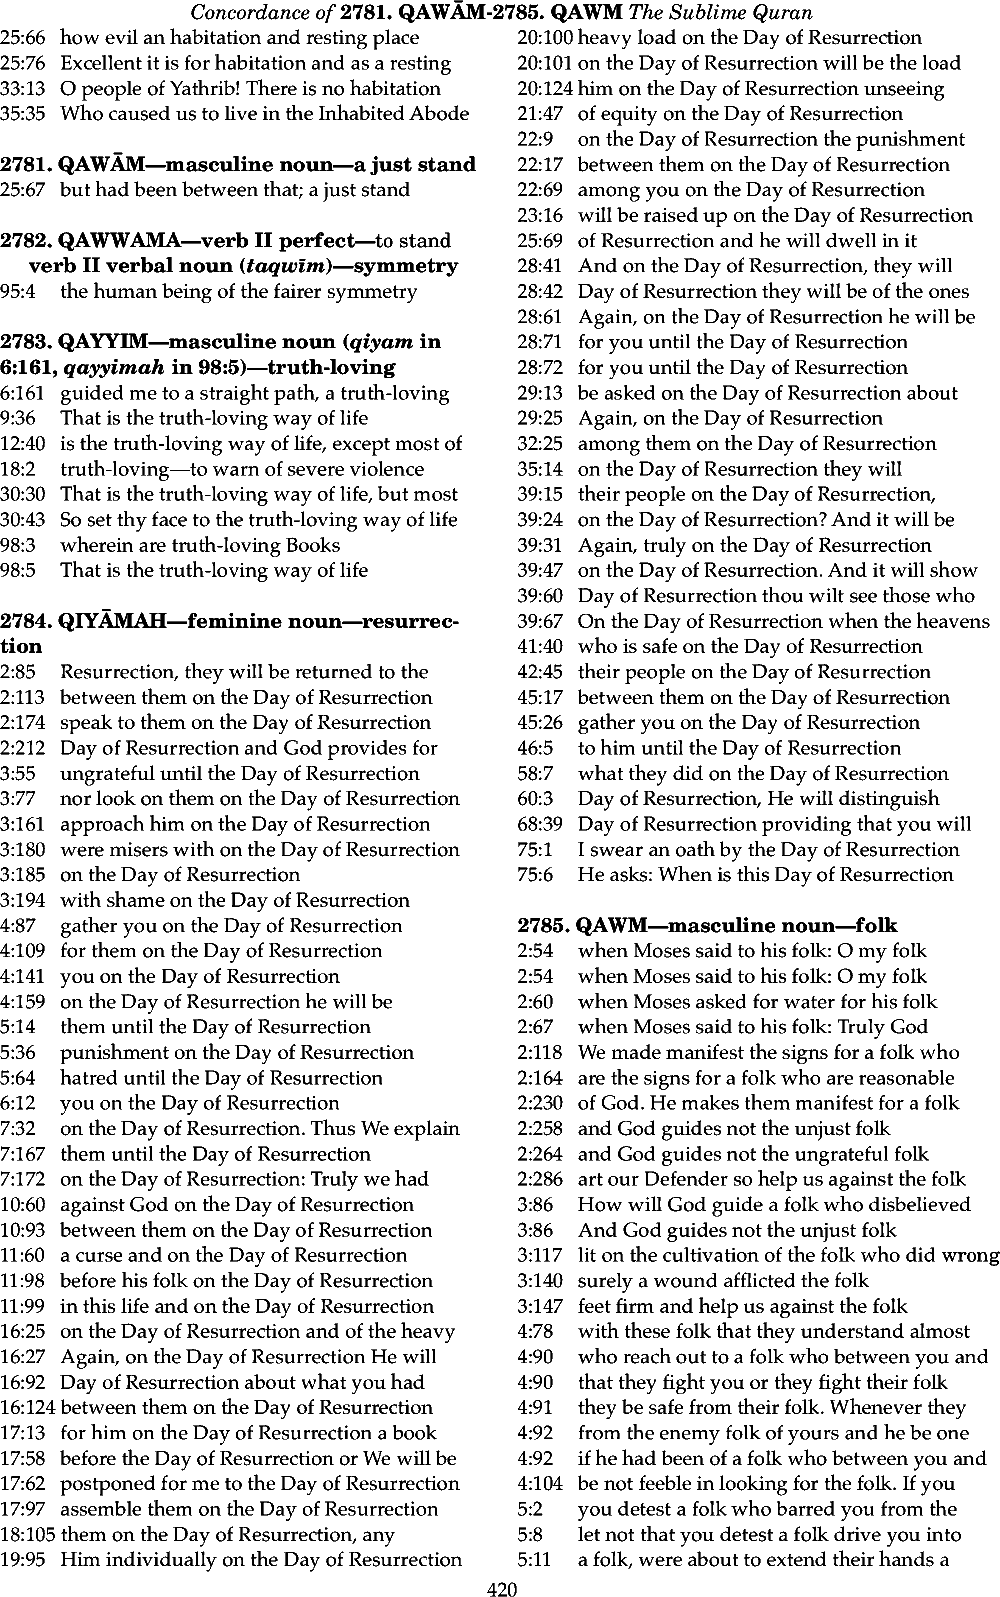 Concordance of 2781. QAWĀM-2785. QAWM The Sublime Quran
25:66 how evil an habitation and resting place
25:76 Excellent it is for habitation and as a resting
33:13 O people of Yathrib! There is no habitation
35:35 Who caused us to live in the Inhabited Abode
2781. QAWĀM—masculine noun—a just stand
25:67 but had been between that; a just stand
2782. QAWWAMA—verb II perfect—to stand
verb II verbal noun (taqwīm)—symmetry
95:4 the human being of the fairer symmetry
2783. QAYYIM—masculine noun (qiyam in
6:161, qayyimah in 98:5)—truth-loving
6:161 guided me to a straight path, a truth-loving
9:36 That is the truth-loving way of life
12:40 is the truth-loving way of life, except most of
18:2 truth-loving—to warn of severe violence
30:30 That is the truth-loving way of life, but most
30:43 So set thy face to the truth-loving way of life
98:3 wherein are truth-loving Books
98:5 That is the truth-loving way of life
2784. QIYĀMAH—feminine noun—resurrec-
tion
2:85 Resurrection, they will be returned to the
2:113 between them on the Day of Resurrection
2:174 speak to them on the Day of Resurrection
2:212 Day of Resurrection and God provides for
3:55 ungrateful until the Day of Resurrection
3:77 nor look on them on the Day of Resurrection
3:161 approach him on the Day of Resurrection
3:180 were misers with on the Day of Resurrection
3:185 on the Day of Resurrection
3:194 with shame on the Day of Resurrection
4:87 gather you on the Day of Resurrection
4:109 for them on the Day of Resurrection
4:141 you on the Day of Resurrection
4:159 on the Day of Resurrection he will be
5:14 them until the Day of Resurrection
5:36 punishment on the Day of Resurrection
5:64 hatred until the Day of Resurrection
6:12 you on the Day of Resurrection
7:32 on the Day of Resurrection. Thus We explain
7:167 them until the Day of Resurrection
7:172 on the Day of Resurrection: Truly we had
10:60 against God on the Day of Resurrection
10:93 between them on the Day of Resurrection
11:60 a curse and on the Day of Resurrection
11:98 before his folk on the Day of Resurrection
11:99 in this life and on the Day of Resurrection
16:25 on the Day of Resurrection and of the heavy
16:27 Again, on the Day of Resurrection He will
16:92 Day of Resurrection about what you had
16:124 between them on the Day of Resurrection
17:13 for him on the Day of Resurrection a book
17:58 before the Day of Resurrection or We will be
17:62 postponed for me to the Day of Resurrection
17:97 assemble them on the Day of Resurrection
18:105 them on the Day of Resurrection, any
19:95 Him individually on the Day of Resurrection
20:100 heavy load on the Day of Resurrection
20:101 on the Day of Resurrection will be the load
20:124 him on the Day of Resurrection unseeing
21:47 of equity on the Day of Resurrection
22:9 on the Day of Resurrection the punishment
22:17 between them on the Day of Resurrection
22:69 among you on the Day of Resurrection
23:16 will be raised up on the Day of Resurrection
25:69 of Resurrection and he will dwell in it
28:41 And on the Day of Resurrection, they will
28:42 Day of Resurrection they will be of the ones
28:61 Again, on the Day of Resurrection he will be
28:71 for you until the Day of Resurrection
28:72 for you until the Day of Resurrection
29:13 be asked on the Day of Resurrection about
29:25 Again, on the Day of Resurrection
32:25 among them on the Day of Resurrection
35:14 on the Day of Resurrection they will
39:15 their people on the Day of Resurrection,
39:24 on the Day of Resurrection? And it will be
39:31 Again, truly on the Day of Resurrection
39:47 on the Day of Resurrection. And it will show
39:60 Day of Resurrection thou wilt see those who
39:67 On the Day of Resurrection when the heavens
41:40 who is safe on the Day of Resurrection
42:45 their people on the Day of Resurrection
45:17 between them on the Day of Resurrection
45:26 gather you on the Day of Resurrection
46:5 to him until the Day of Resurrection
58:7 what they did on the Day of Resurrection
60:3 Day of Resurrection, He will distinguish
68:39 Day of Resurrection providing that you will
75:1 I swear an oath by the Day of Resurrection
75:6 He asks: When is this Day of Resurrection
2785. QAWM—masculine noun—folk
2:54 when Moses said to his folk: O my folk
2:54 when Moses said to his folk: O my folk
2:60 when Moses asked for water for his folk
2:67 when Moses said to his folk: Truly God
2:118 We made manifest the signs for a folk who
2:164 are the signs for a folk who are reasonable
2:230 of God. He makes them manifest for a folk
2:258 and God guides not the unjust folk
2:264 and God guides not the ungrateful folk
2:286 art our Defender so help us against the folk
3:86 How will God guide a folk who disbelieved
3:86 And God guides not the unjust folk
3:117 lit on the cultivation of the folk who did wrong
3:140 surely a wound afflicted the folk
3:147 feet firm and help us against the folk
4:78 with these folk that they understand almost
4:90 who reach out to a folk who between you and
4:90 that they fight you or they fight their folk
4:91 they be safe from their folk. Whenever they
4:92 from the enemy folk of yours and he be one
4:92 if he had been of a folk who between you and
4:104 be not feeble in looking for the folk. If you
5:2 you detest a folk who barred you from the
5:8 let not that you detest a folk drive you into
5:11 a folk, were about to extend their hands a
420